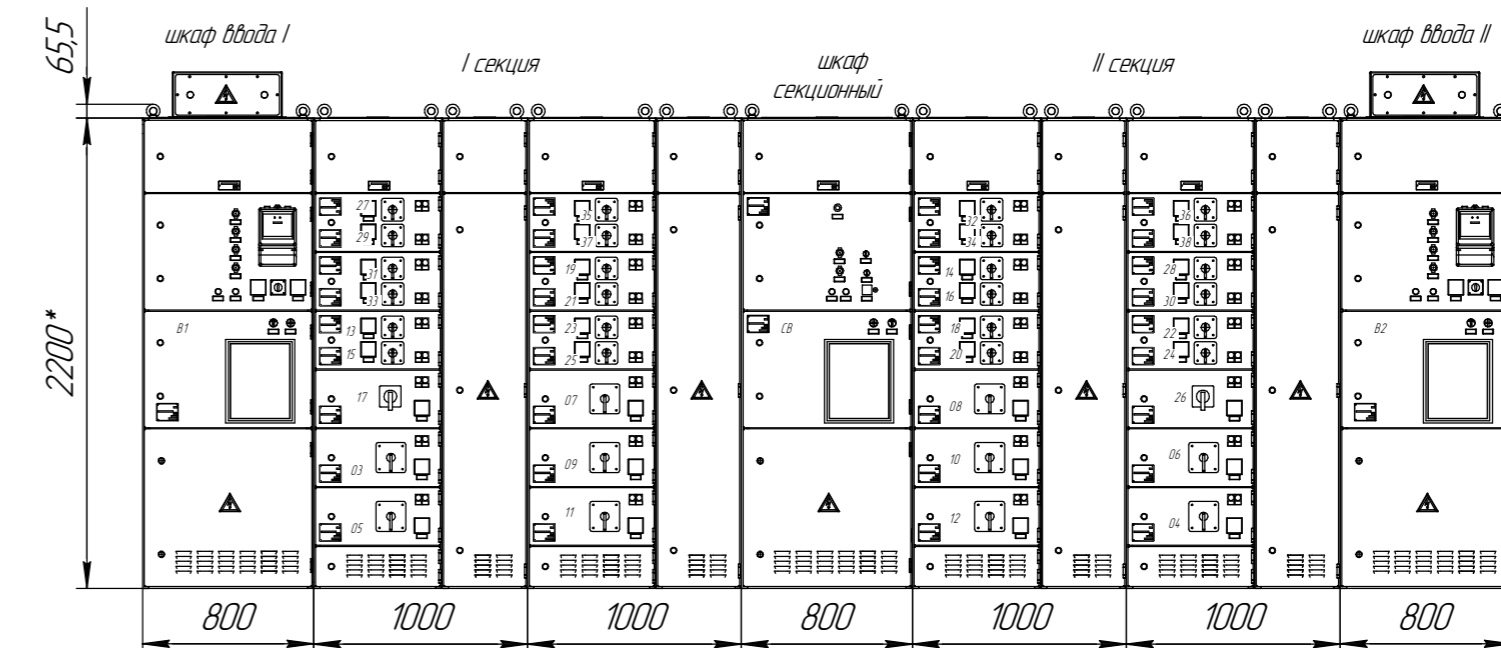 65,5
шкаф ввода I
I секция
шкаф
секционный
II секция
шкаф ввода II
2200*
27 35 32 36
29 37 34 38
31 19 14 28
33 21 16 30
В1 13 23 СВ 18 22 В2
15 25 20 24
17 07 08 26
03 09 10 06
05 11 12 04
800 1000 1000 800 1000 1000 800